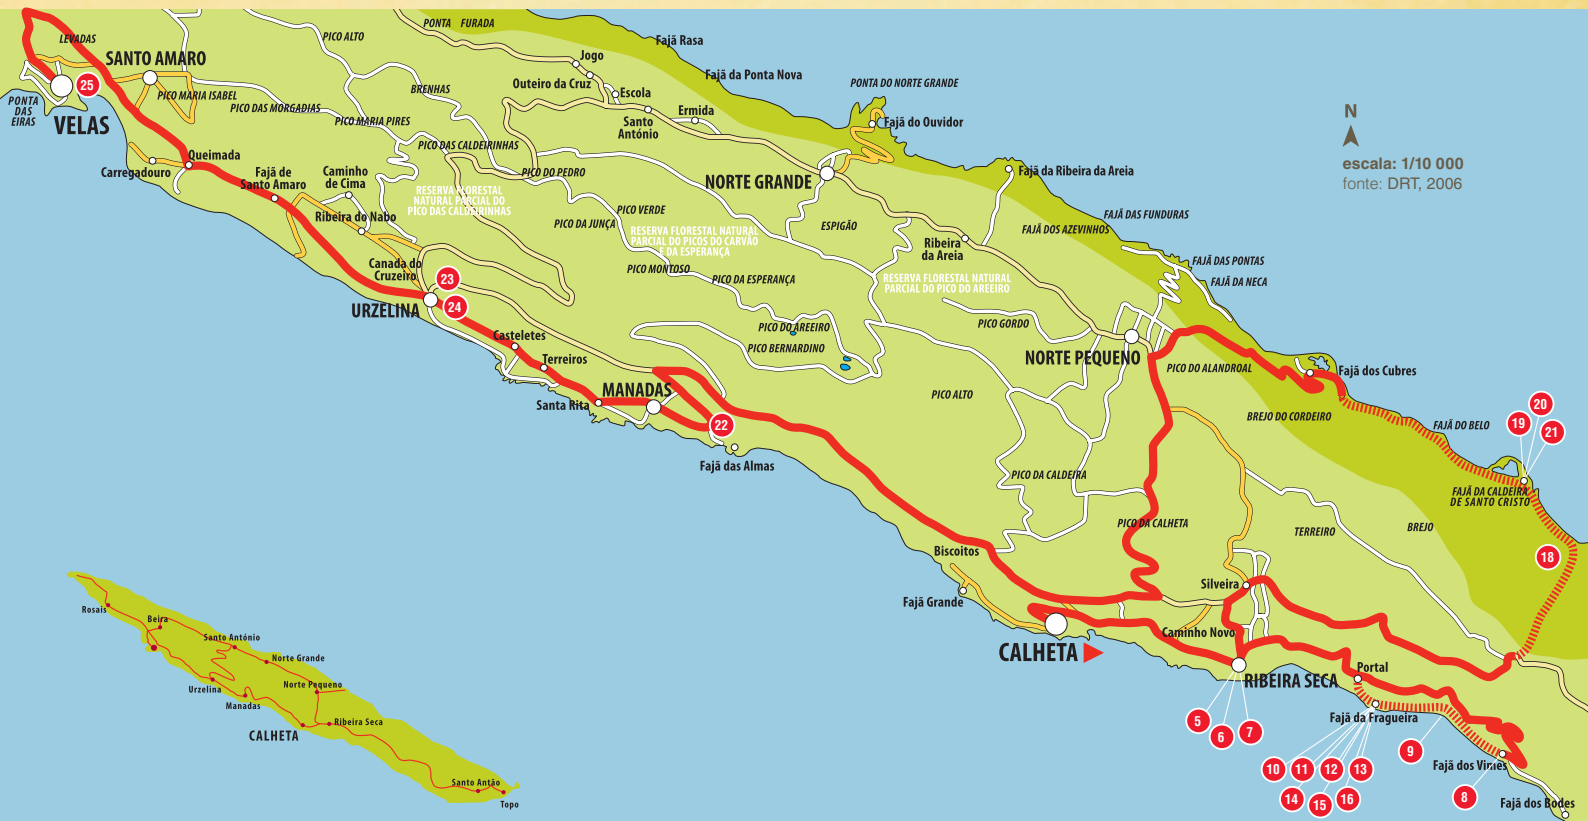 LEVADAS
SANTO AMARO
25
PONTA
DAS
EIRAS
VELAS
PICO MARIA ISABEL
PICO ALTO
PICO DAS MORGADIAS
PICO MARIA PIRES
BRENHAS
PONTA FURADA
Jogo
Outeiro da Cruz
Escola
Santo
António
Ermida
Fajã Rasa
Fajã da Ponta Nova
PONTA DO NORTE GRANDE
Fajã do Ouvidor
N
escala: 1/10 000
fonte: DRT, 2006
Queimada
Carregadouro
Fajã de
Santo Amaro
Caminho
de Cima
Ribeira do Nabo
PICO DAS CALDEIRINHAS
RESERVA FLORESTAL
NATURAL PARCIAL DO
PICO DAS CALDEIRINHAS
PICO DO PEDRO
PICO VERDE
PICO DA JUNÇA
RESERVA FLORESTAL NATURAL
PARCIAL DO PICOS DO CARVÃO
E DA ESPERANÇA
NORTE GRANDE
ESPIGÃO
Fajã da Ribeira da Areia
FAJÃ DAS FUNDURAS
FAJÃ DOS AZEVINHOS
Ribeira
da Areia
FAJÃ DAS PONTAS
FAJÃ DA NECA
Canada do
Cruzeiro
23
24
URZELINA
PICO MONTOSO
PICO DA ESPERANÇA
RESERVA FLORESTAL NATURAL
PARCIAL DO PICO DO AREEIRO
PICO GORDO
PICO DO AREEIRO
PICO BERNARDINO
Casteletes
Terreiros
MANADAS
Santa Rita
22
Fajã das Almas
NORTE PEQUENO
PICO DO ALANDROAL
Fajã dos Cubres
PICO ALTO
BREJO DO CORDEIRO
FAJÃ DO BELO
19
20
21
PICO DA CALDEIRA
FAJÃ DA CALDEIRA
DE SANTO CRISTO
PICO DA CALHETA
TERREIRO
BREJO
18
Biscoitos
Fajã Grande
Silveira
CALHETA
Caminho Novo
RIBEIRA SECA
Portal
Fajã da Fragueira
5
6
7
9
10
11
12
13
14
15
16
Fajã dos Vimes
8
Fajã dos Bodes
Rosais
Beira
Santo António
Norte Grande
Urzelina
Norte Pequeno
Manadas
Ribeira Seca
CALHETA
Santo Antão
Topo